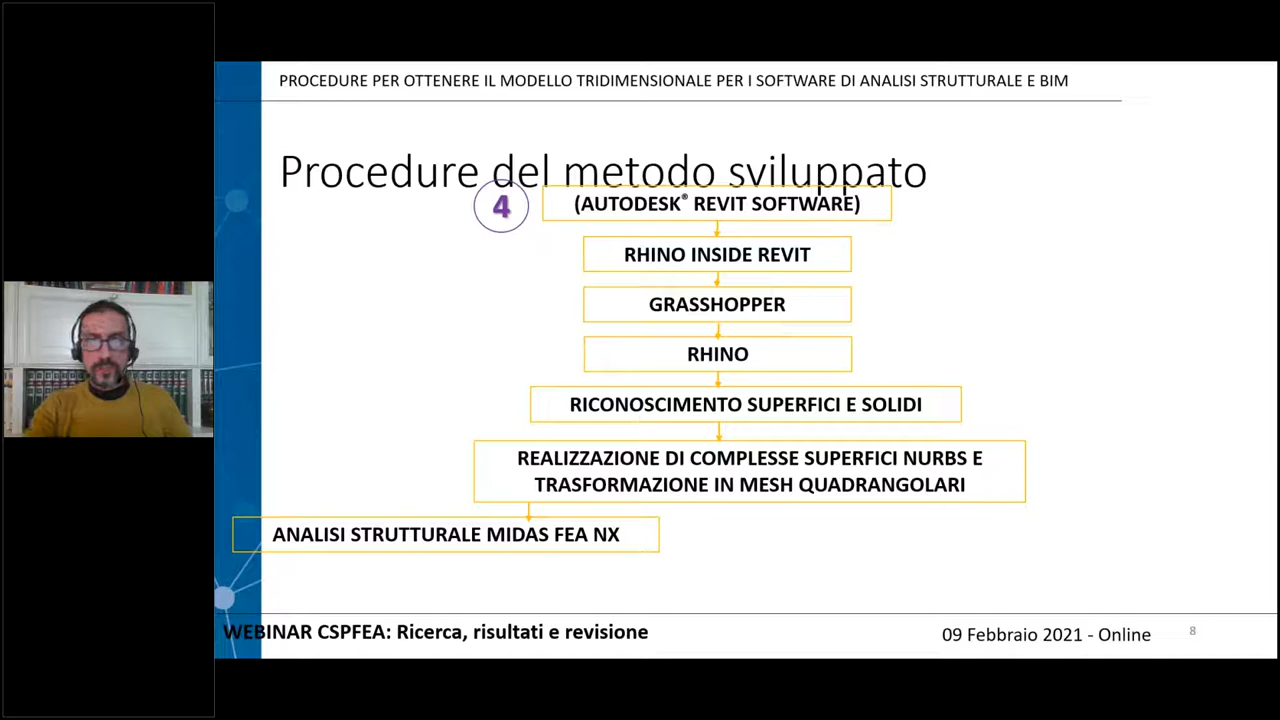 PROCEDURE PER OTTENERE IL MODELLO TRIDIMENSIONALE PER I SOFTWARE DI ANALISI STRUTTURALE E BIM
Procedure del metodo sviluppato
4
(AUTODESK® REVIT SOFTWARE)
RHINO INSIDE REVIT
GRASSHOPPER
RHINO
RICONOSCIMENTO SUPERFICI E SOLIDI
REALIZZAZIONE DI COMPLESSE SUPERFICI NURBS E
TRASFORMAZIONE IN MESH QUADRANGOLARI
ANALISI STRUTTURALE MIDAS FEA NX
WEBINAR CSPFEA: Ricerca, risultati e revisione
09 Febbraio 2021 - Online
8